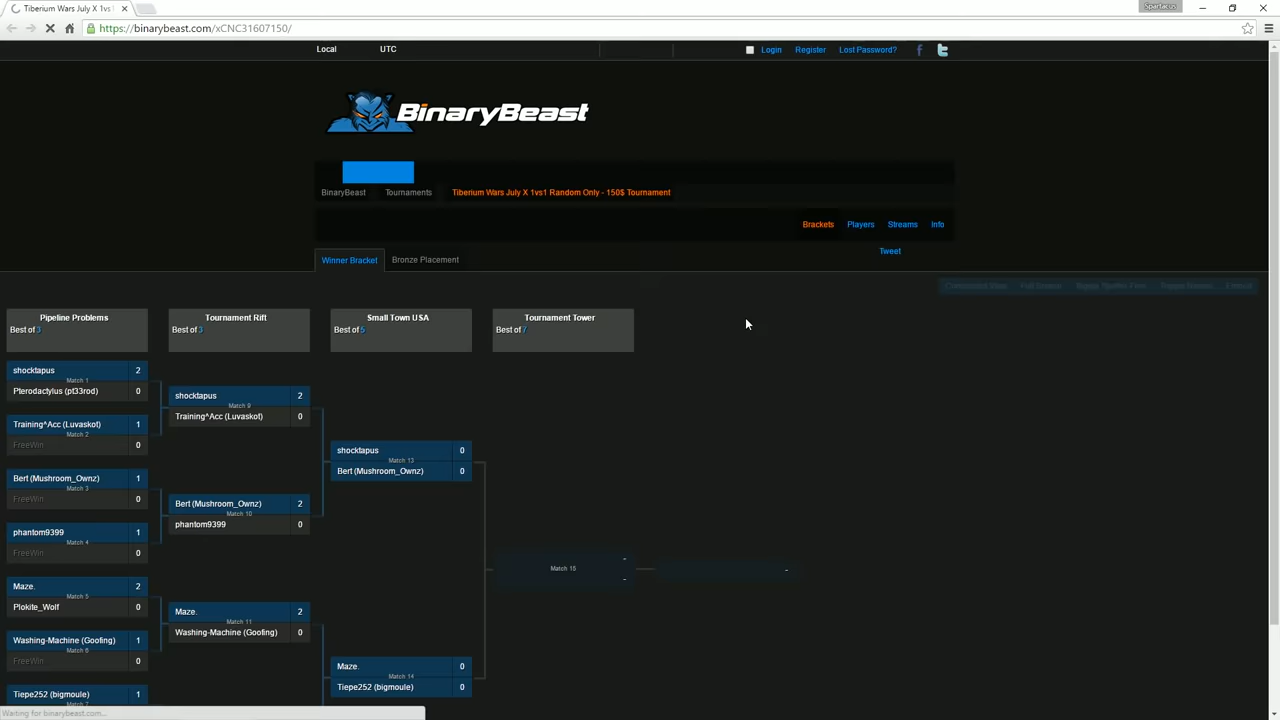 Tiberium Wars July X 1vs1
Spartacus
https://binarybeast.com/xCNC31607150/
Local UTC Login Register Lost Password?
BinaryBeast
BinaryBeast Tournaments Tiberium Wars July X 1vs1 Random Only - 150$ Tournament
Brackets Players Streams Info
Tweet
Winner Bracket Bronze Placement
Pipeline Problems
Best of 3
Tournament Rift
Best of 3
Small Town USA
Best of 5
Tournament Tower
Best of 7
shocktapus 2
Match 1
Pterodactylus (pt33rod) 0
Training^Acc (Luvaskot) 1
Match 2
FreeWin 0
Bert (Mushroom_Ownz) 1
Match 3
FreeWin 0
phantom9399 1
Match 4
FreeWin 0
Maze. 2
Match 5
Plokite_Wolf 0
Washing-Machine (Goofing) 1
Match 6
FreeWin 0
Tiepe252 (bigmoule) 1
Match 7
shocktapus 2
Match 9
Training^Acc (Luvaskot) 0
Bert (Mushroom_Ownz) 2
Match 10
phantom9399 0
Maze. 2
Match 11
Washing-Machine (Goofing) 0
shocktapus 0
Match 13
Bert (Mushroom_Ownz) 0
Maze. 0
Match 14
Tiepe252 (bigmoule) 0
-
Match 15
-
-
Waiting for binarybeast.com...